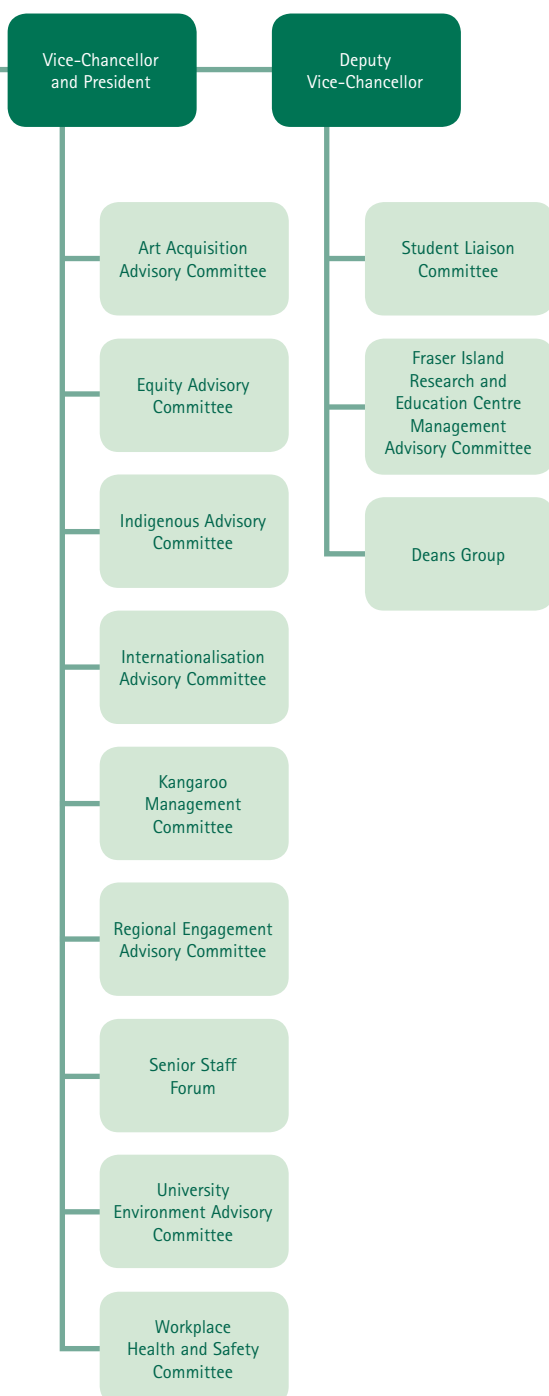 Vice-Chancellor
and President
Deputy
Vice-Chancellor
Art Acquisition
Advisory Committee
Equity Advisory
Committee
Indigenous Advisory
Committee
Internationalisation
Advisory Committee
Kangaroo
Management
Committee
Regional Engagement
Advisory Committee
Senior Staff
Forum
University
Environment Advisory
Committee
Workplace
Health and Safety
Committee
Student Liaison
Committee
Fraser Island
Research and
Education Centre
Management
Advisory Committee
Deans Group